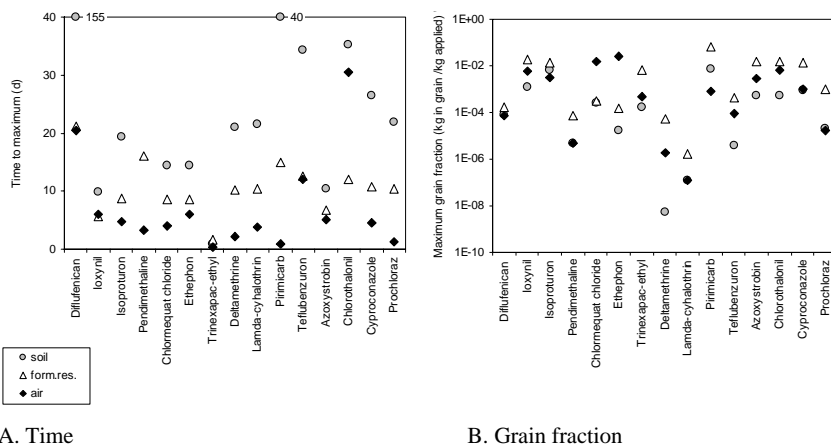 40
155
40
30
20
10
0
Time to maximum (d)
Diflufenican
Ioxynil
Isoproturon
Pendimethaline
Chlormequat chloride
Ethephon
Trinexapac-ethyl
Deltamethrine
Lamda-cyhalothrin
Pirimicarb
Teflubenzuron
Azoxystrobin
Chlorothalonil
Cyproconazole
Prochloraz
soil
form.res.
air
A. Time
1E+00
1E-02
1E-04
1E-06
1E-08
1E-10
Maximum grain fraction (kg in grain /kg applied)
Diflufenican
Ioxynil
Isoproturon
Pendimethaline
Chlormequat chloride
Ethephon
Trinexapac-ethyl
Deltamethrine
Lamda-cyhalothrin
Pirimicarb
Teflubenzuron
Azoxystrobin
Chlorothalonil
Cyproconazole
Prochloraz
B. Grain fraction